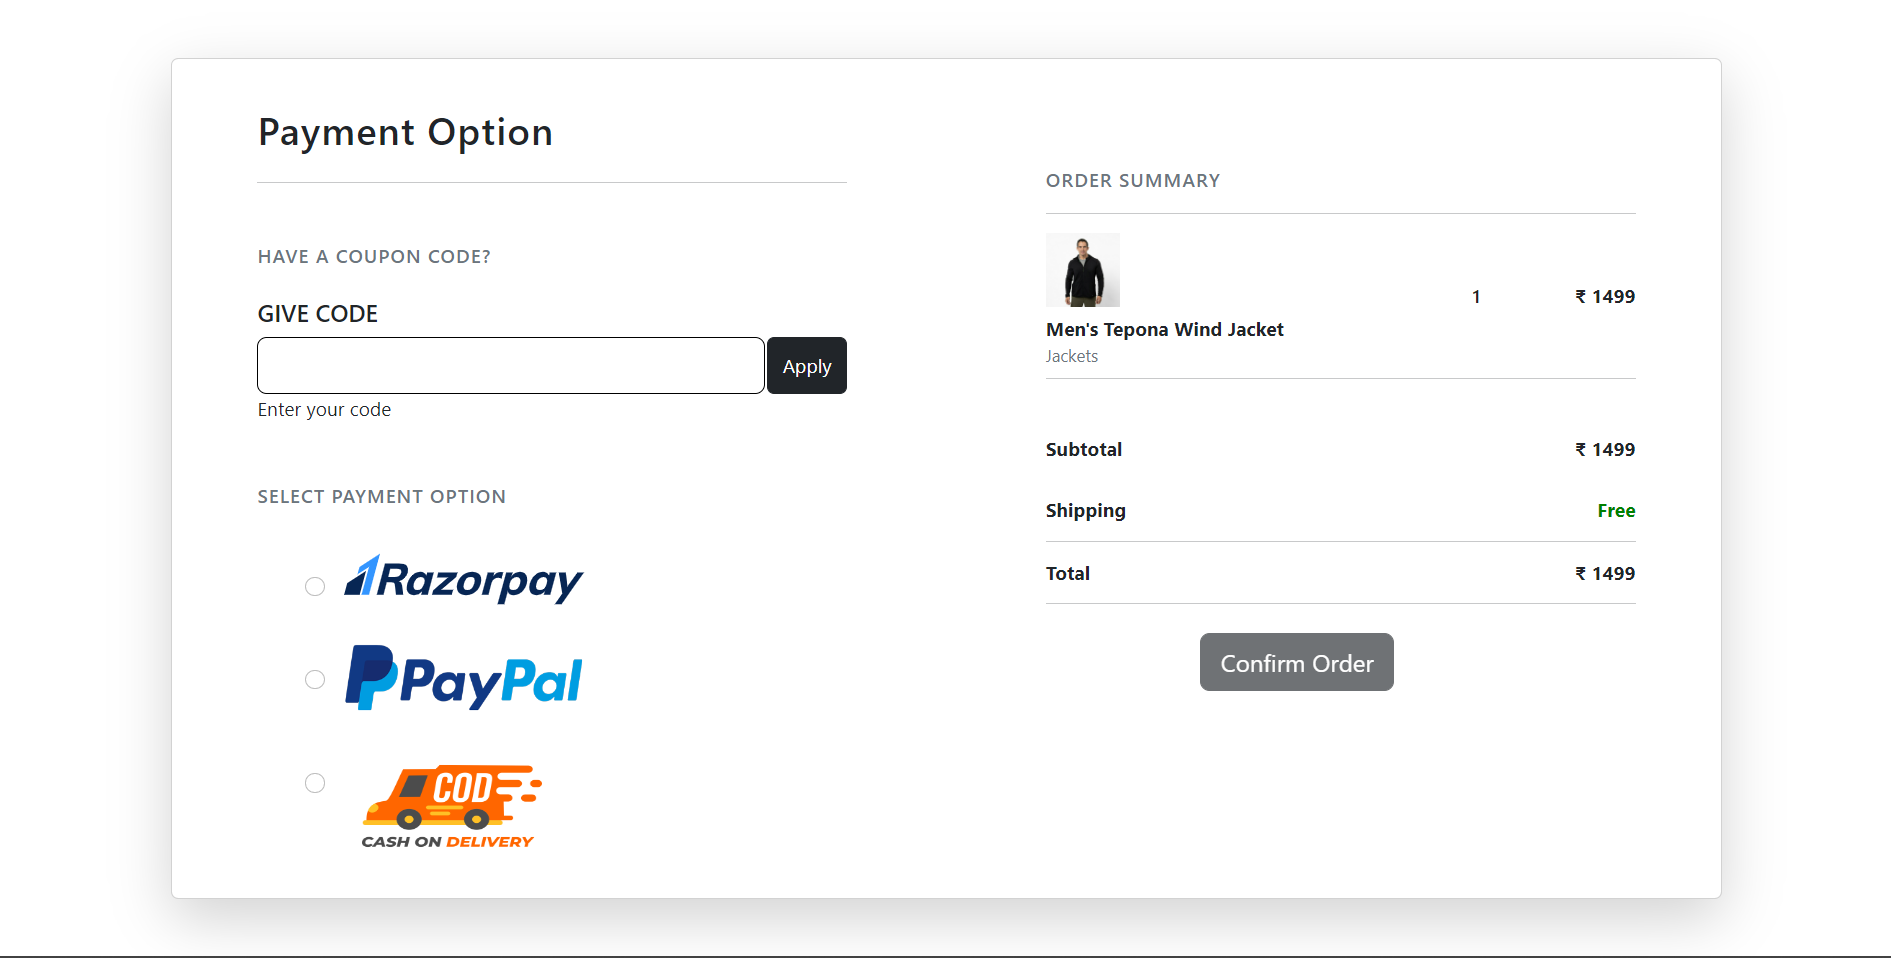 Payment Option
HAVE A COUPON CODE?
GIVE CODE
Apply
Enter your code
SELECT PAYMENT OPTION
Razorpay
PayPal
COD
CASH ON DELIVERY
ORDER SUMMARY
1 ₹ 1499
Men's Tepona Wind Jacket
Jackets
Subtotal ₹ 1499
Shipping Free
Total ₹ 1499
Confirm Order